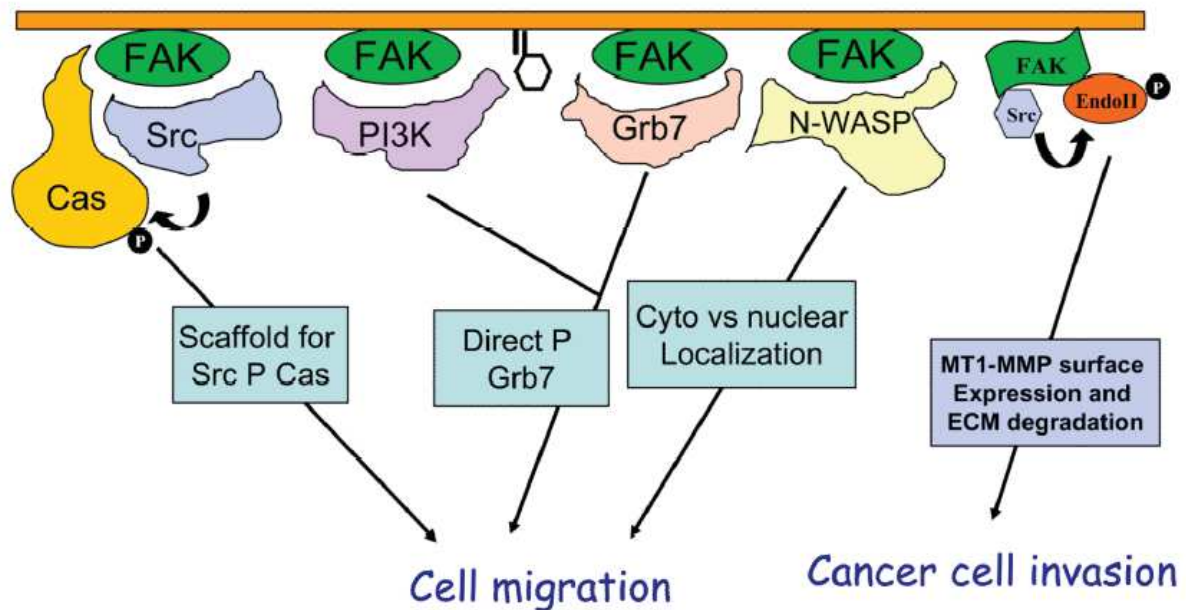 FAK
FAK
FAK
FAK
FAK
Src
PI3K
Grb7
N-WASP
Src
EndoII
P
Cas
P
Scaffold for
Src P Cas
Direct P
Grb7
Cyto vs nuclear
Localization
MT1-MMP surface
Expression and
ECM degradation
Cell migration
Cancer cell invasion